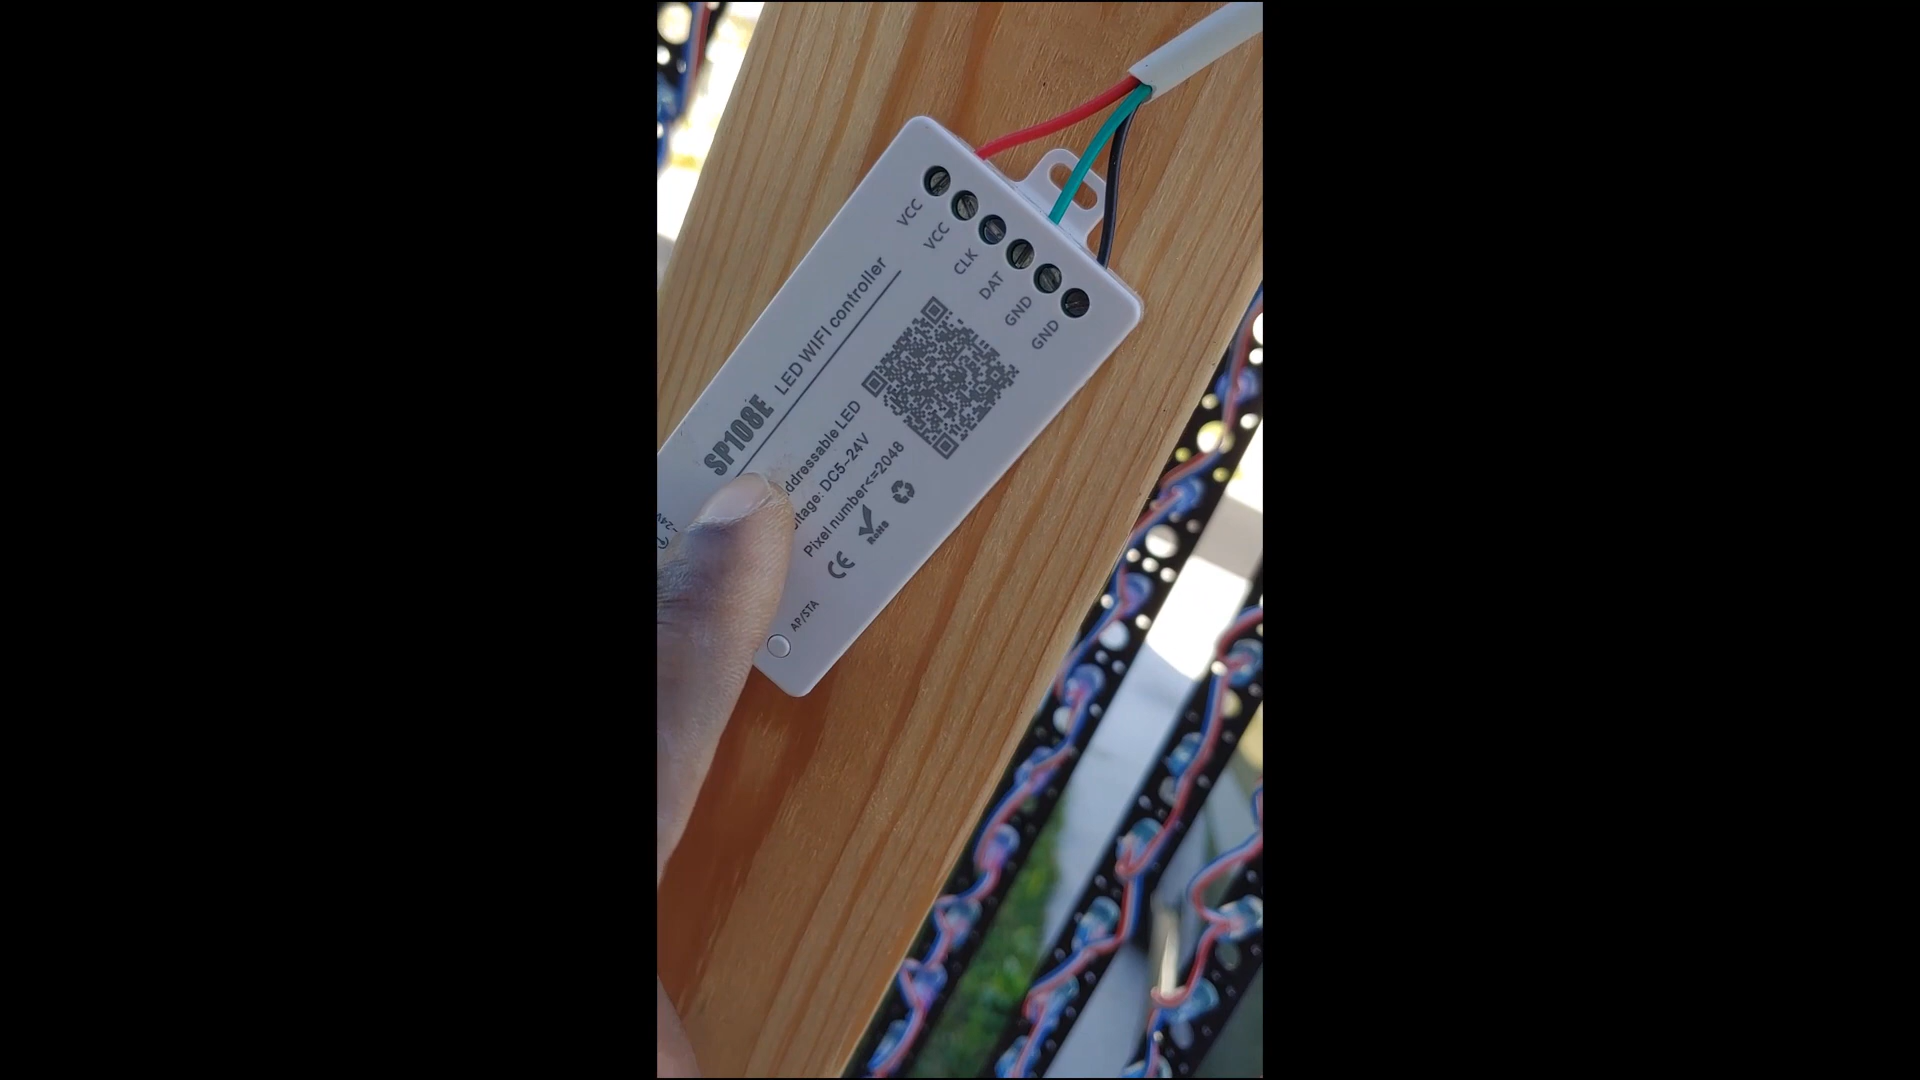 VCC
VCC
CLK
DAT
GND
GND
SP108E LED WIFI controller
ddressable LED
ltage: DC5~24V
Pixel number<=2048
CE
RoHS
AP/STA
-24V